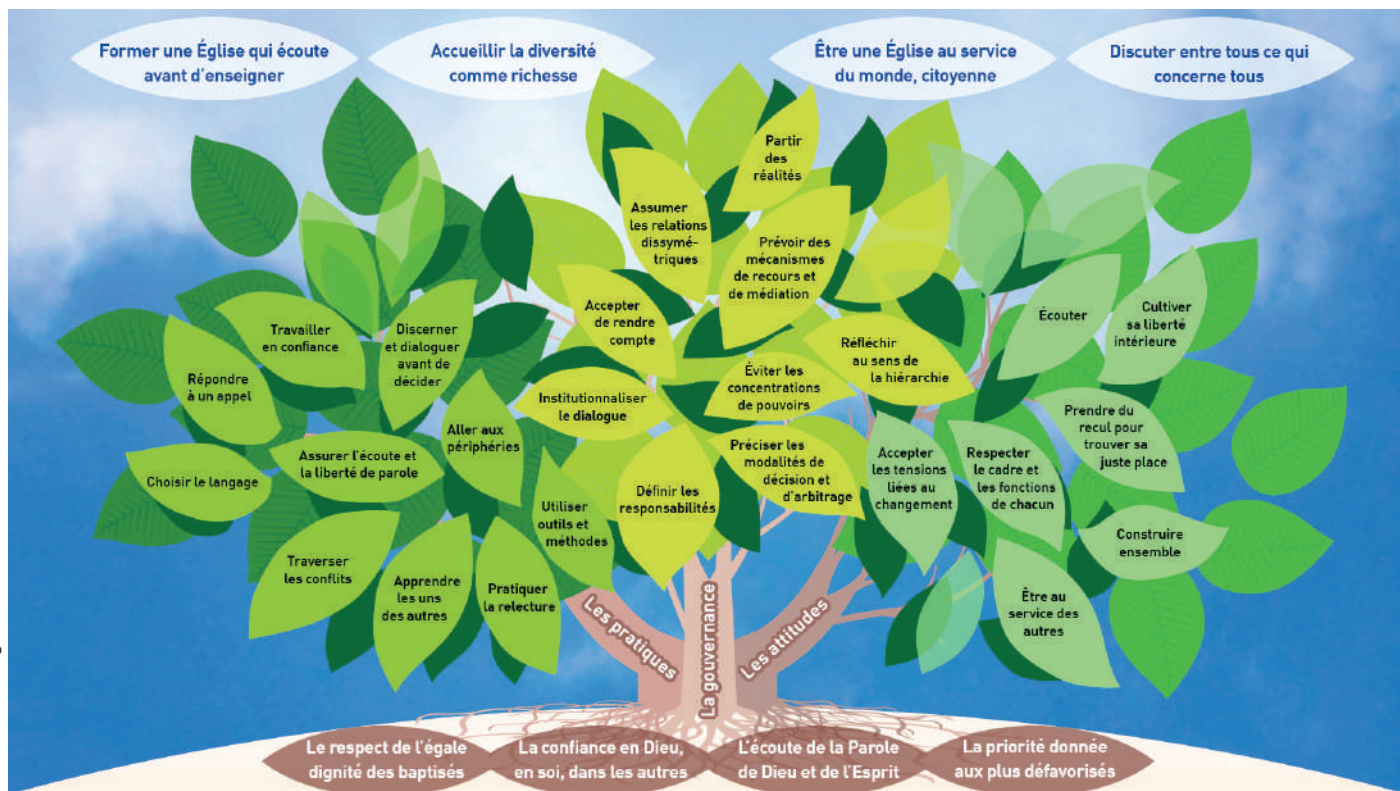 Former une Église qui écoute
avant d'enseigner
Accueillir la diversité
comme richesse
Être une Église au service
du monde, citoyenne
Discuter entre tous ce qui
concerne tous
Travailler
en confiance
Discerner
et dialoguer
avant de
décider
Répondre
à un appel
Aller aux
périphéries
Assurer l'écoute et
la liberté de parole
Choisir le langage
Utiliser
outils et
méthodes
Traverser
les conflits
Apprendre
les uns
des autres
Pratiquer
la relecture
Partir
des
réalités
Assumer
les relations
dissymé-
triques
Prévoir des
mécanismes
de recours et
de médiation
Accepter
de rendre
compte
Réfléchir
au sens de
la hiérarchie
Éviter les
concentrations
de pouvoirs
Institutionnaliser
le dialogue
Préciser les
modalités de
décision et
d'arbitrage
Définir les
responsabilités
Écouter
Cultiver
sa liberté
intérieure
Prendre du
recul pour
trouver sa
juste place
Accepter
les tensions
liées au
changement
Respecter
le cadre et
les fonctions
de chacun
Construire
ensemble
Être au
service des
autres
Les pratiques
La gouvernance
Les attitudes
Le respect de l'égale
dignité des baptisés
La confiance en Dieu,
en soi, dans les autres
L'écoute de la Parole
de Dieu et de l'Esprit
La priorité donnée
aux plus défavorisés